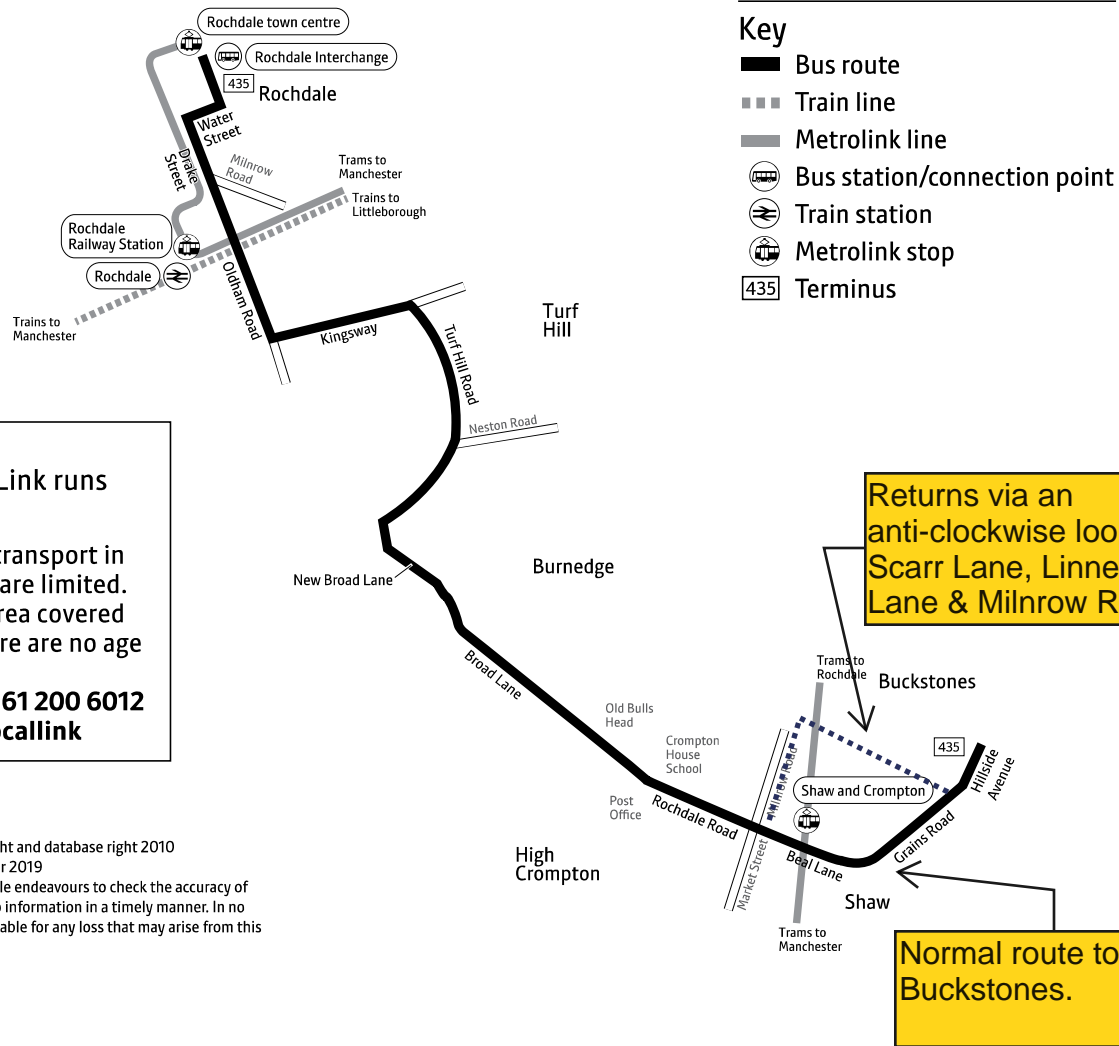 Rochdale town centre
Rochdale Interchange
435
Rochdale
Water
Street
Drake
Street
Milnrow
Road
Trams to
Manchester
Trains to
Littleborough
Rochdale
Railway Station
Rochdale
Trains to
Manchester
Oldham Road
Kingsway
Turf Hill Road
Turf
Hill
Neston Road
New Broad Lane
Burnedge
Broad Lane
Old Bulls
Head
Crompton
House
School
Post
Office
Rochdale Road
High
Crompton
Market Street
Milnrow Road
Trams to
Rochdale
Buckstones
435
Hillside
Avenue
Shaw and Crompton
Grains Road
Beal Lane
Shaw
Trams to
Manchester
Key
Bus route
Train line
Metrolink line
Bus station/connection point
Train station
Metrolink stop
435 Terminus
Link runs
transport in
are limited.
rea covered
re are no age
61 200 6012
ocallink
ht and database right 2010
r 2019
le endeavours to check the accuracy of
o information in a timely manner. In no
able for any loss that may arise from this
Returns via an
anti-clockwise loo
Scarr Lane, Linne
Lane & Milnrow R
Normal route to
Buckstones.